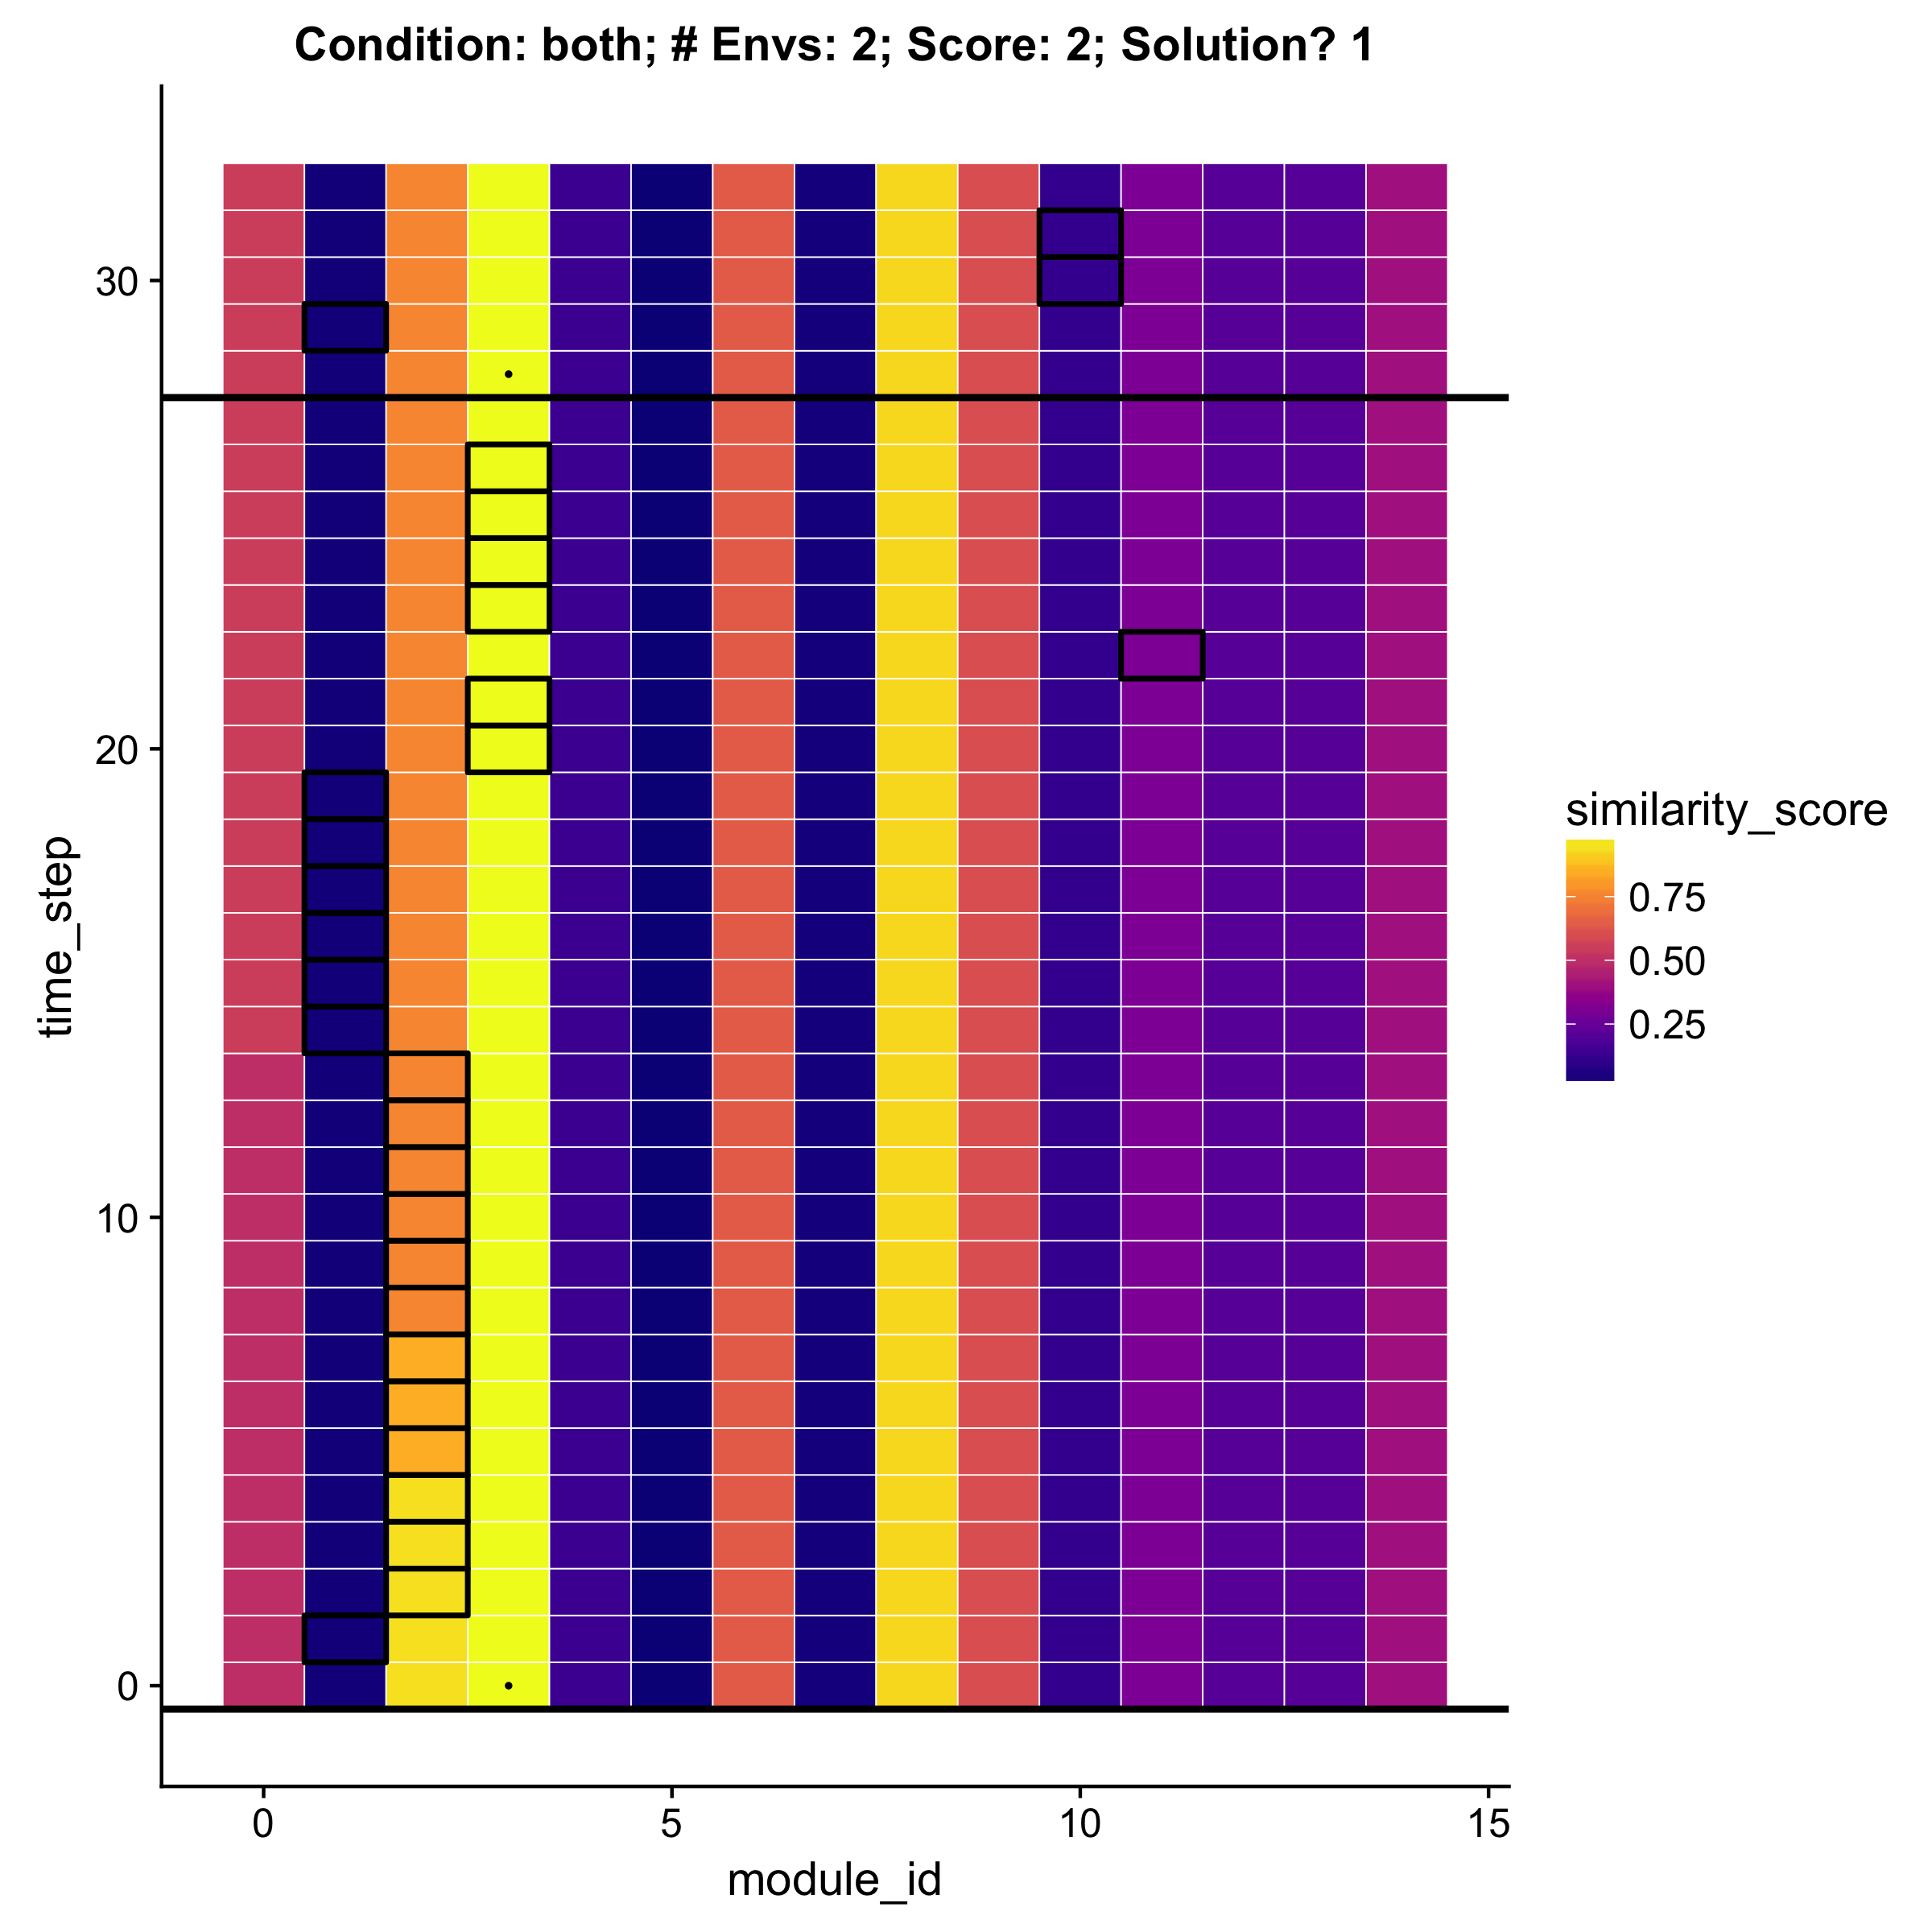 Condition: both; # Envs: 2; Score: 2; Solution? 1
30
20
10
0
time_step
0 5 10 15
module_id
similarity_score
0.75
0.50
0.25